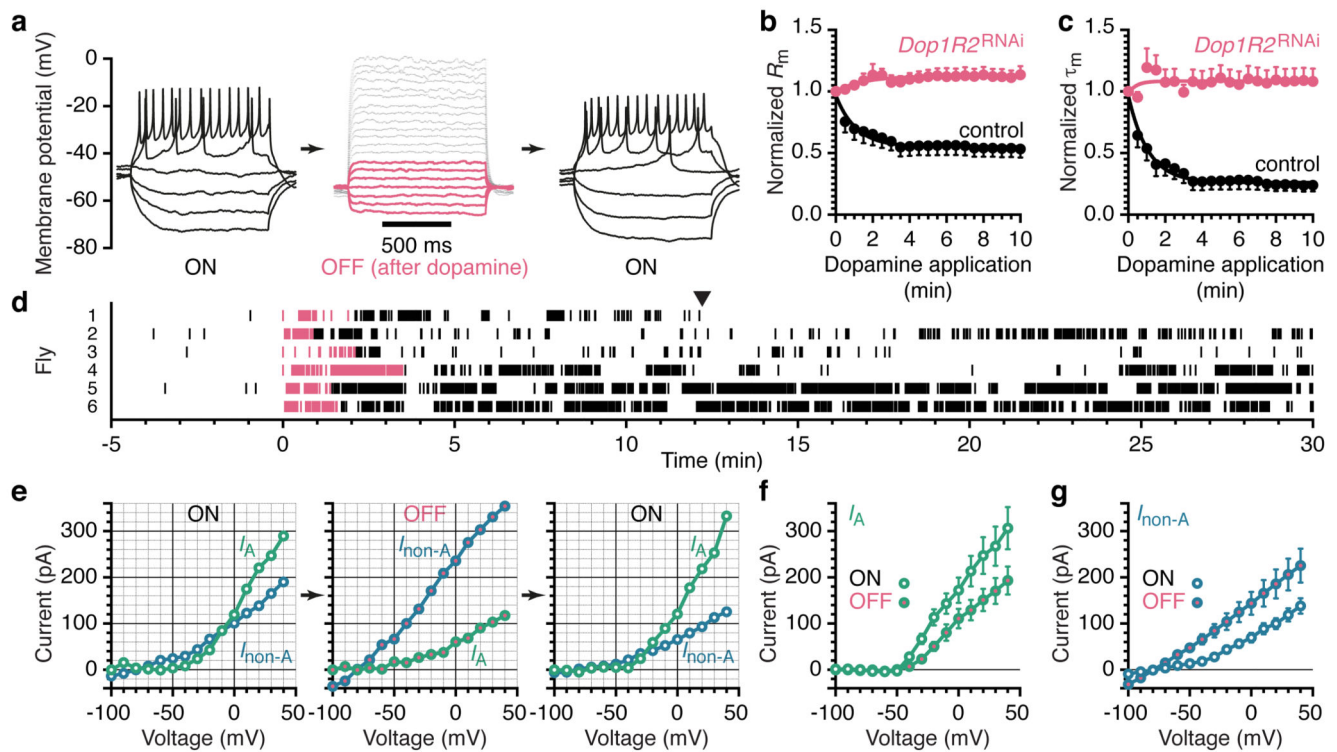 a
Membrane potential (mV)
0
-20
-40
-60
-80
ON
500 ms
OFF (after dopamine)
ON
b
Normalized Rm
1.5
1.0
0.5
0.0
Dop1R2RNAi
control
0 2 4 6 8 10
Dopamine application
(min)
c
Normalized τm
1.5
1.0
0.5
0.0
Dop1R2RNAi
control
0 2 4 6 8 10
Dopamine application
(min)
d
Fly
1
2
3
4
5
6
-5 0 5 10 15 20 25 30
Time (min)
e
Current (pA)
300
200
100
0
ON
IA
Inon-A
-100 -50 0 50
Voltage (mV)
OFF
Inon-A
IA
-100 -50 0 50
Voltage (mV)
ON
IA
Inon-A
-100 -50 0 50
Voltage (mV)
f
Current (pA)
300
200
100
0
IA
ON
OFF
-100 -50 0 50
Voltage (mV)
g
Current (pA)
300
200
100
0
Inon-A
ON
OFF
-100 -50 0 50
Voltage (mV)